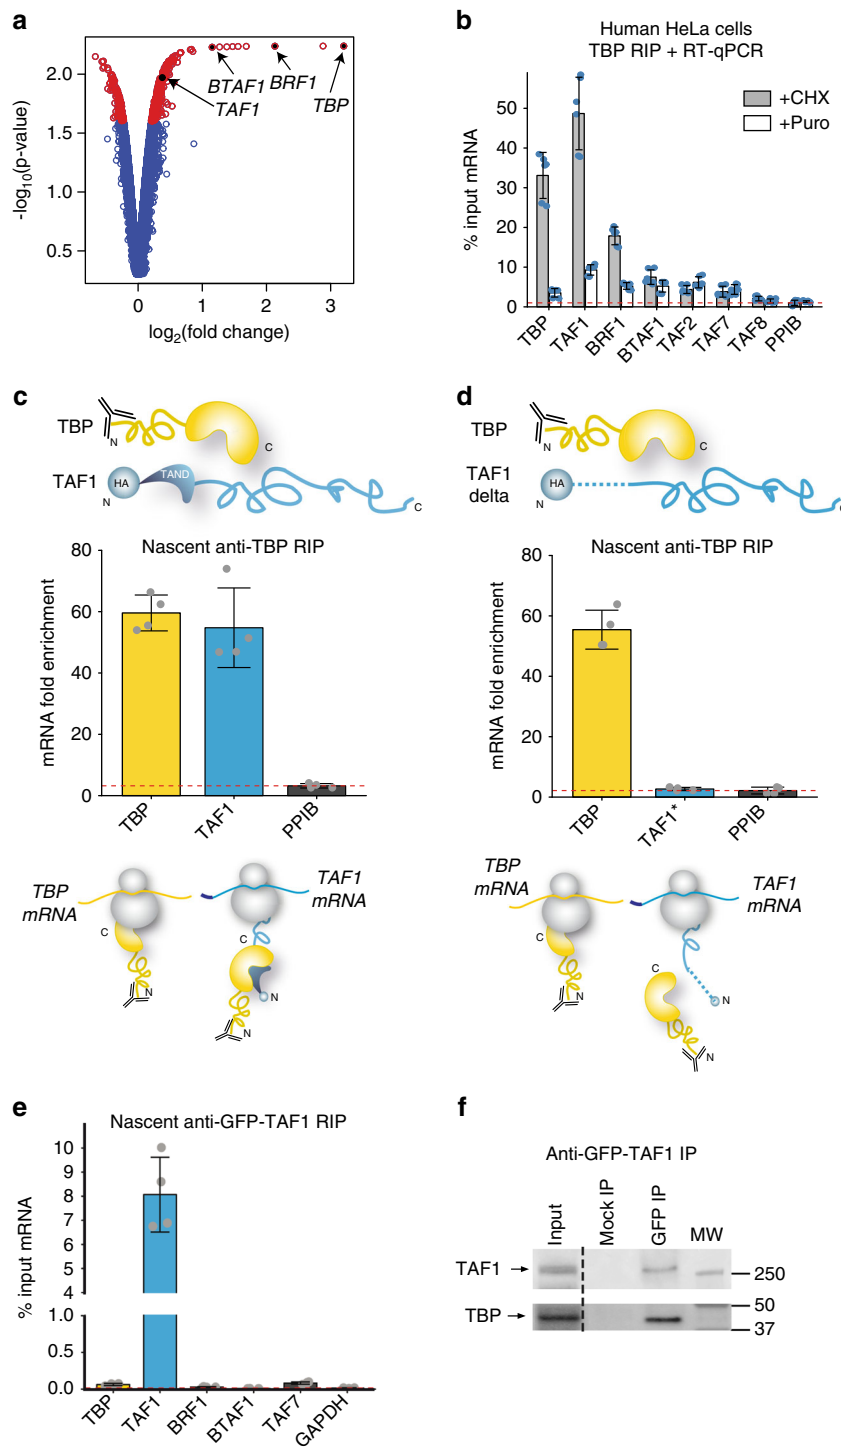 a
-log10(p-value)
2.0
1.5
1.0
0.5
BTAF1
BRF1
TAF1
TBP
0
1
2
3
log2(fold change)
b
Human HeLa cells
TBP RIP + RT-qPCR
% input mRNA
50
40
30
20
10
0
+CHX
+Puro
TBP
TAF1
BRF1
BTAF1
TAF2
TAF7
TAF8
PPIB
c
TBP
N
C
TAF1
HA
TAND
N
C
Nascent anti-TBP RIP
mRNA fold enrichment
80
60
40
20
0
TBP
TAF1
PPIB
TBP
mRNA
TAF1
mRNA
C
N
C
N
N
d
TBP
N
C
TAF1
delta
HA
N
C
Nascent anti-TBP RIP
mRNA fold enrichment
80
60
40
20
0
TBP
TAF1*
PPIB
TBP
mRNA
TAF1
mRNA
C
N
C
N
N
e
Nascent anti-GFP-TAF1 RIP
% input mRNA
10
9
8
7
6
5
4
1.0
0.5
0.0
TBP
TAF1
BRF1
BTAF1
TAF7
GAPDH
f
Anti-GFP-TAF1 IP
Input
Mock IP
GFP IP
MW
TAF1
250
TBP
50
37